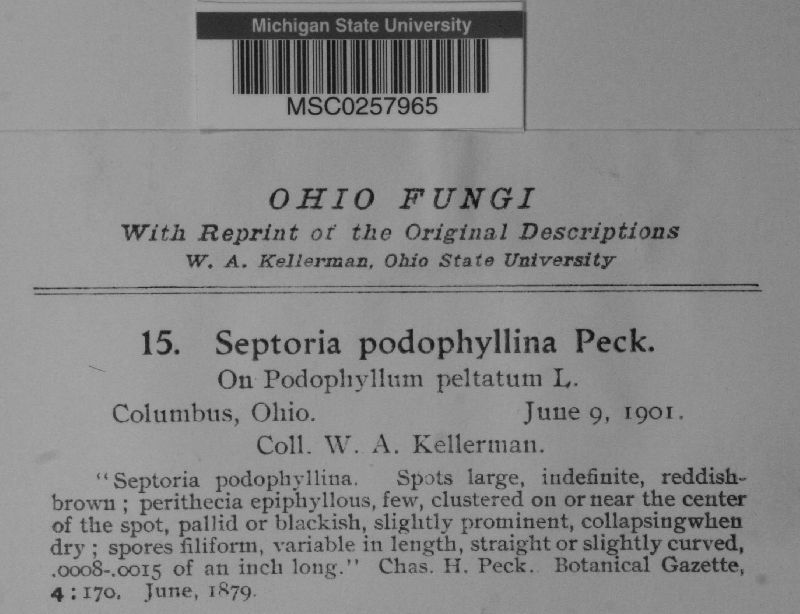 Michigan State University
MSC0257965
OHIO FUNGI
With Reprint of the Original Descriptions
W. A. Kellerman, Ohio State University
15. Septoria podophyllina Peck.
On Podophyllum peltatum L.
Columbus, Ohio. June 9, 1901.
Coll. W. A. Kellerman.
"Septoria podophyllina. Spots large, indefinite, reddish-
brown ; perithecia epiphyllous, few, clustered on or near the center
of the spot, pallid or blackish, slightly prominent, collapsingwhen
dry ; spores filiform, variable in length, straight or slightly curved,
.0008-.0015 of an inch long." Chas. H. Peck. Botanical Gazette,
4 : 170. June, 1879.